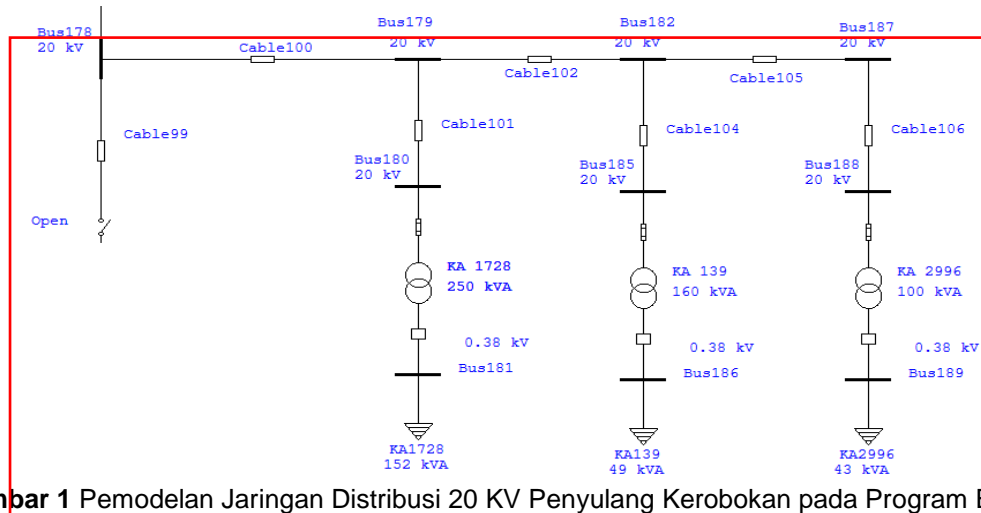 Bus178
20 kV
Cable100
Bus179
20 kV
Cable102
Bus182
20 kV
Cable105
Bus187
20 kV
Cable99
Cable101
Cable104
Cable106
Bus180
20 kV
Bus185
20 kV
Bus188
20 kV
Open
KA 1728
250 kVA
KA 139
160 kVA
KA 2996
100 kVA
0.38 kV
Bus181
0.38 kV
Bus186
0.38 kV
Bus189
KA1728
152 kVA
KA139
49 kVA
KA2996
43 kVA
nbar 1 Pemodelan Jaringan Distribusi 20 KV Penyulang Kerobokan pada Program E